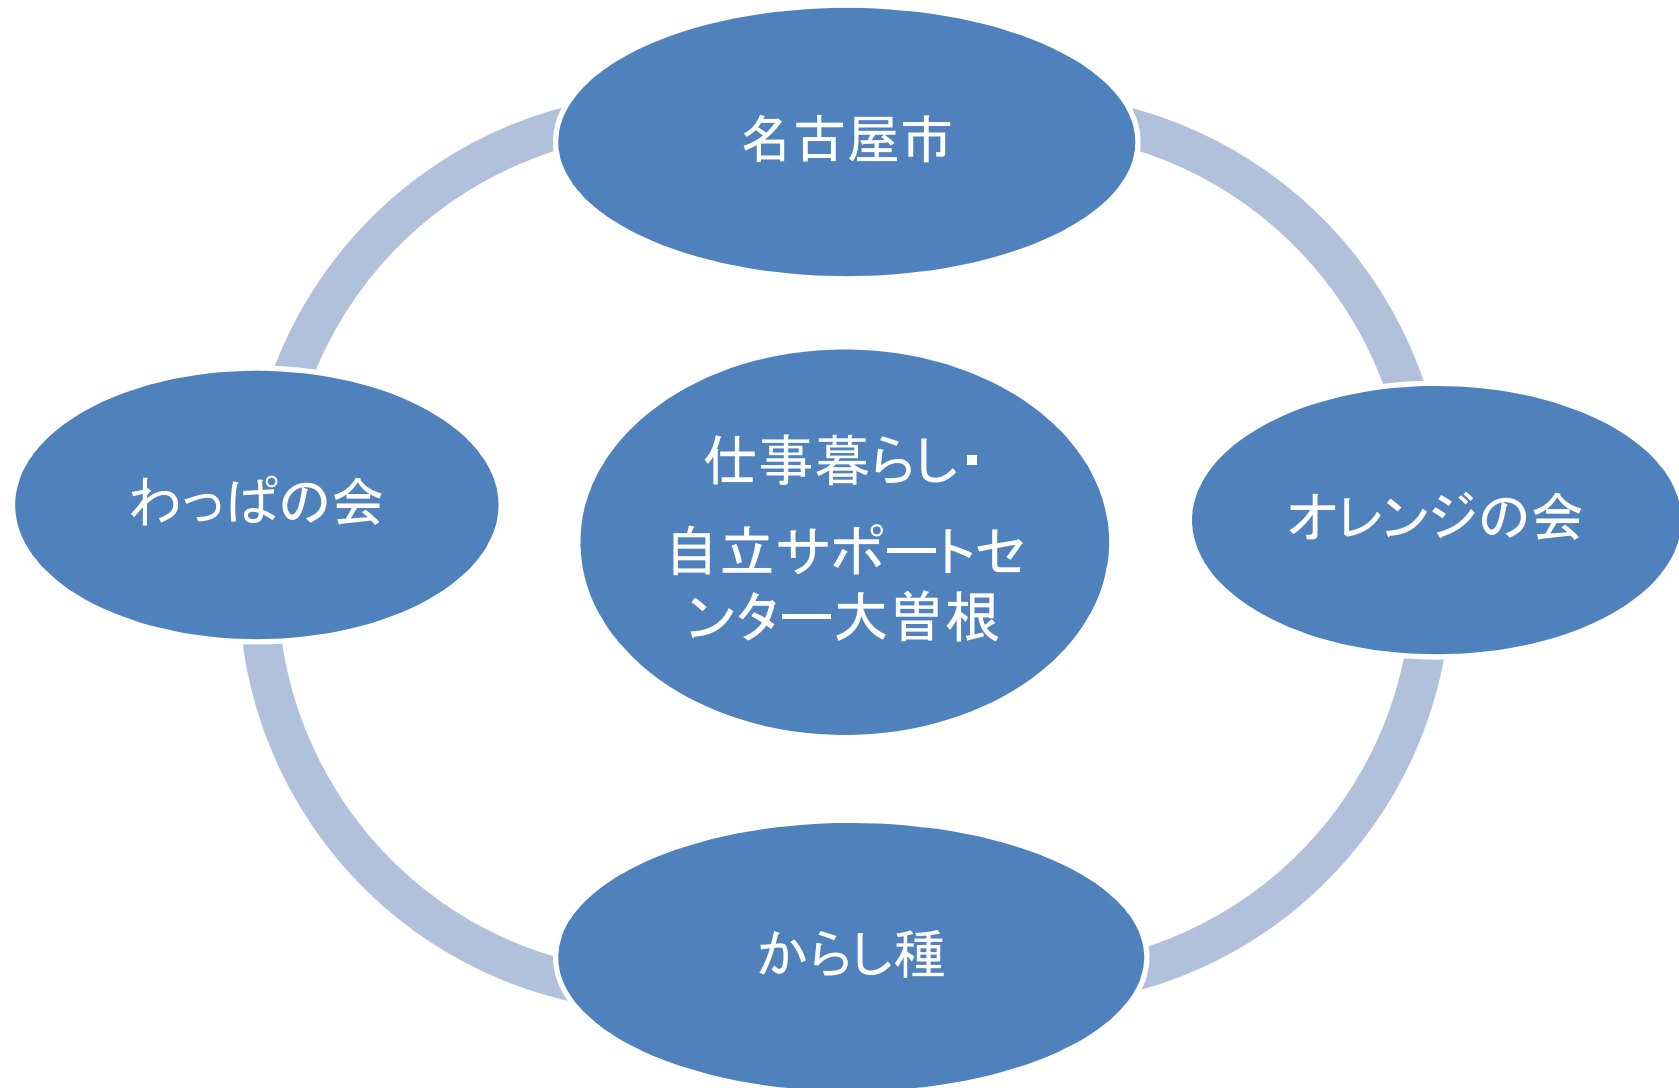 名古屋市
わっぱの会
仕事暮らし・
自立サポートセ
ンター大曽根
オレンジの会
からし種